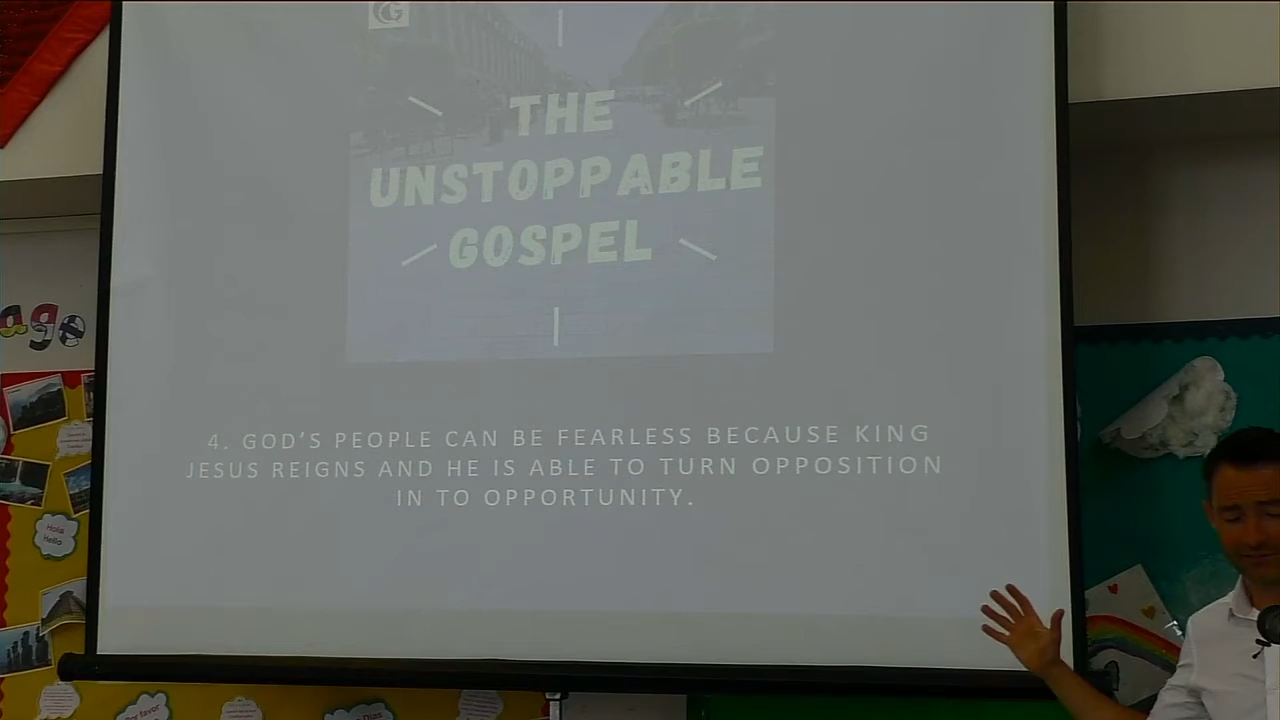 G
THE
UNSTOPPABLE
GOSPEL
4. GOD'S PEOPLE CAN BE FEARLESS BECAUSE KING
JESUS REIGNS AND HE IS ABLE TO TURN OPPOSITION
IN TO OPPORTUNITY.
ago
Hola
Hello